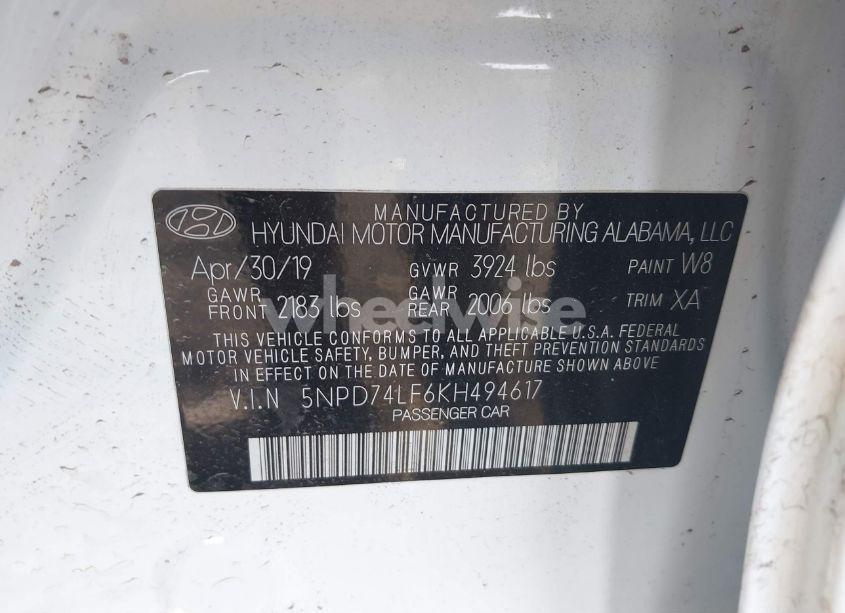 MANUFACTURED BY
HYUNDAI MOTOR MANUFACTURING ALABAMA, LLC
Apr/30/19 GVWR 3924 lbs PAINT W8
GAWR FRONT 2183 lbs GAWR REAR 2006 lbs TRIM XA
wheelwise
THIS VEHICLE CONFORMS TO ALL APPLICABLE U.S.A. FEDERAL
MOTOR VEHICLE SAFETY, BUMPER, AND THEFT PREVENTION STANDARDS
IN EFFECT ON THE DATE OF MANUFACTURE SHOWN ABOVE
V.I.N 5NPD74LF6KH494617
PASSENGER CAR